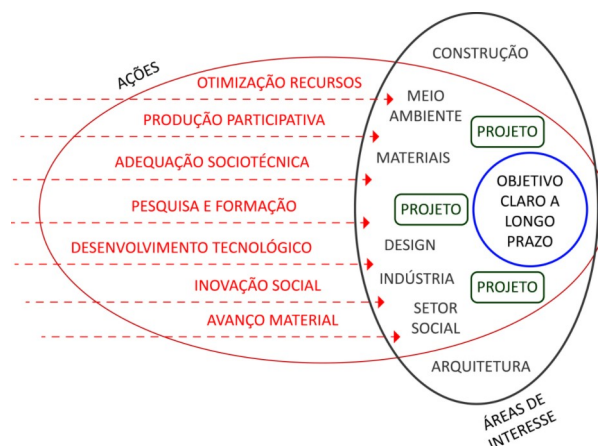 CONSTRUÇÃO
AÇÕES
OTIMIZAÇÃO RECURSOS
MEIO
AMBIENTE
PRODUÇÃO PARTICIPATIVA
PROJETO
MATERIAIS
ADEQUAÇÃO SOCIOTÉCNICA
OBJETIVO
CLARO A
LONGO
PRAZO
PESQUISA E FORMAÇÃO
PROJETO
DESENVOLVIMENTO TECNOLÓGICO
DESIGN
INOVAÇÃO SOCIAL
INDÚSTRIA
PROJETO
SETOR
SOCIAL
AVANÇO MATERIAL
ARQUITETURA
ÁREAS DE
INTERESSE